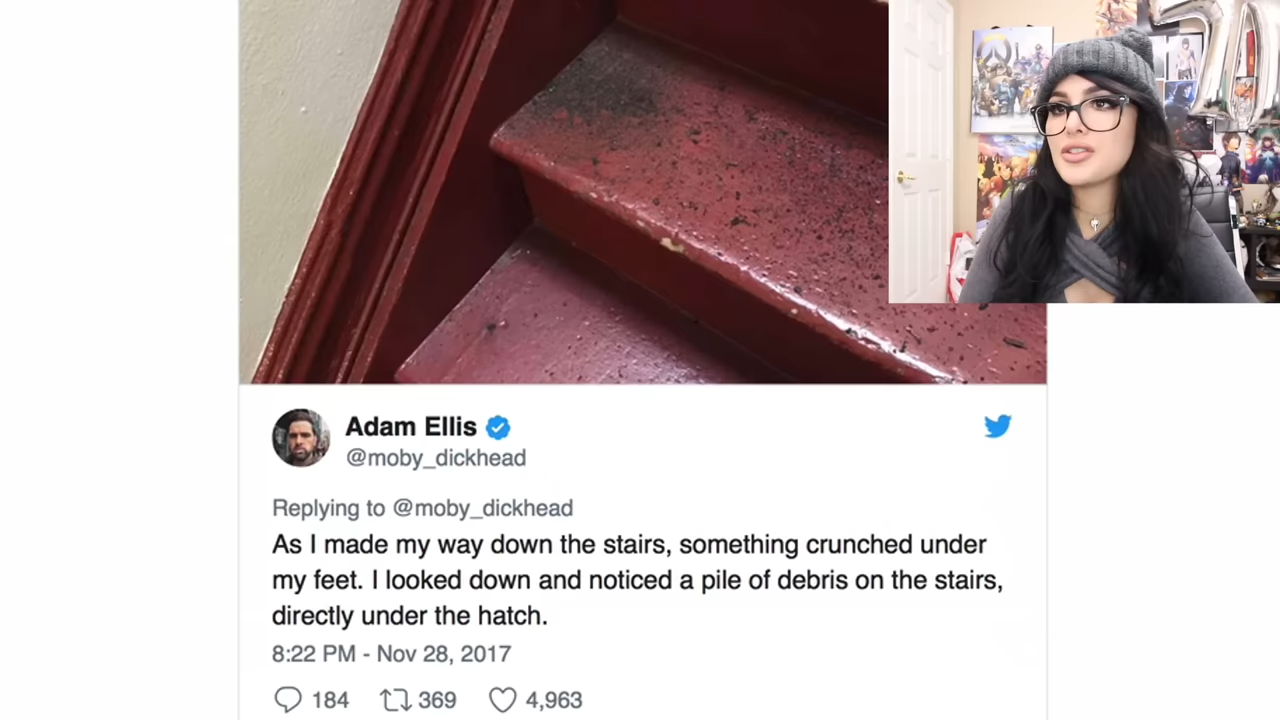 Adam Ellis
@moby_dickhead
Replying to @moby_dickhead
As I made my way down the stairs, something crunched under
my feet. I looked down and noticed a pile of debris on the stairs,
directly under the hatch.
8:22 PM - Nov 28, 2017
184 369 4,963